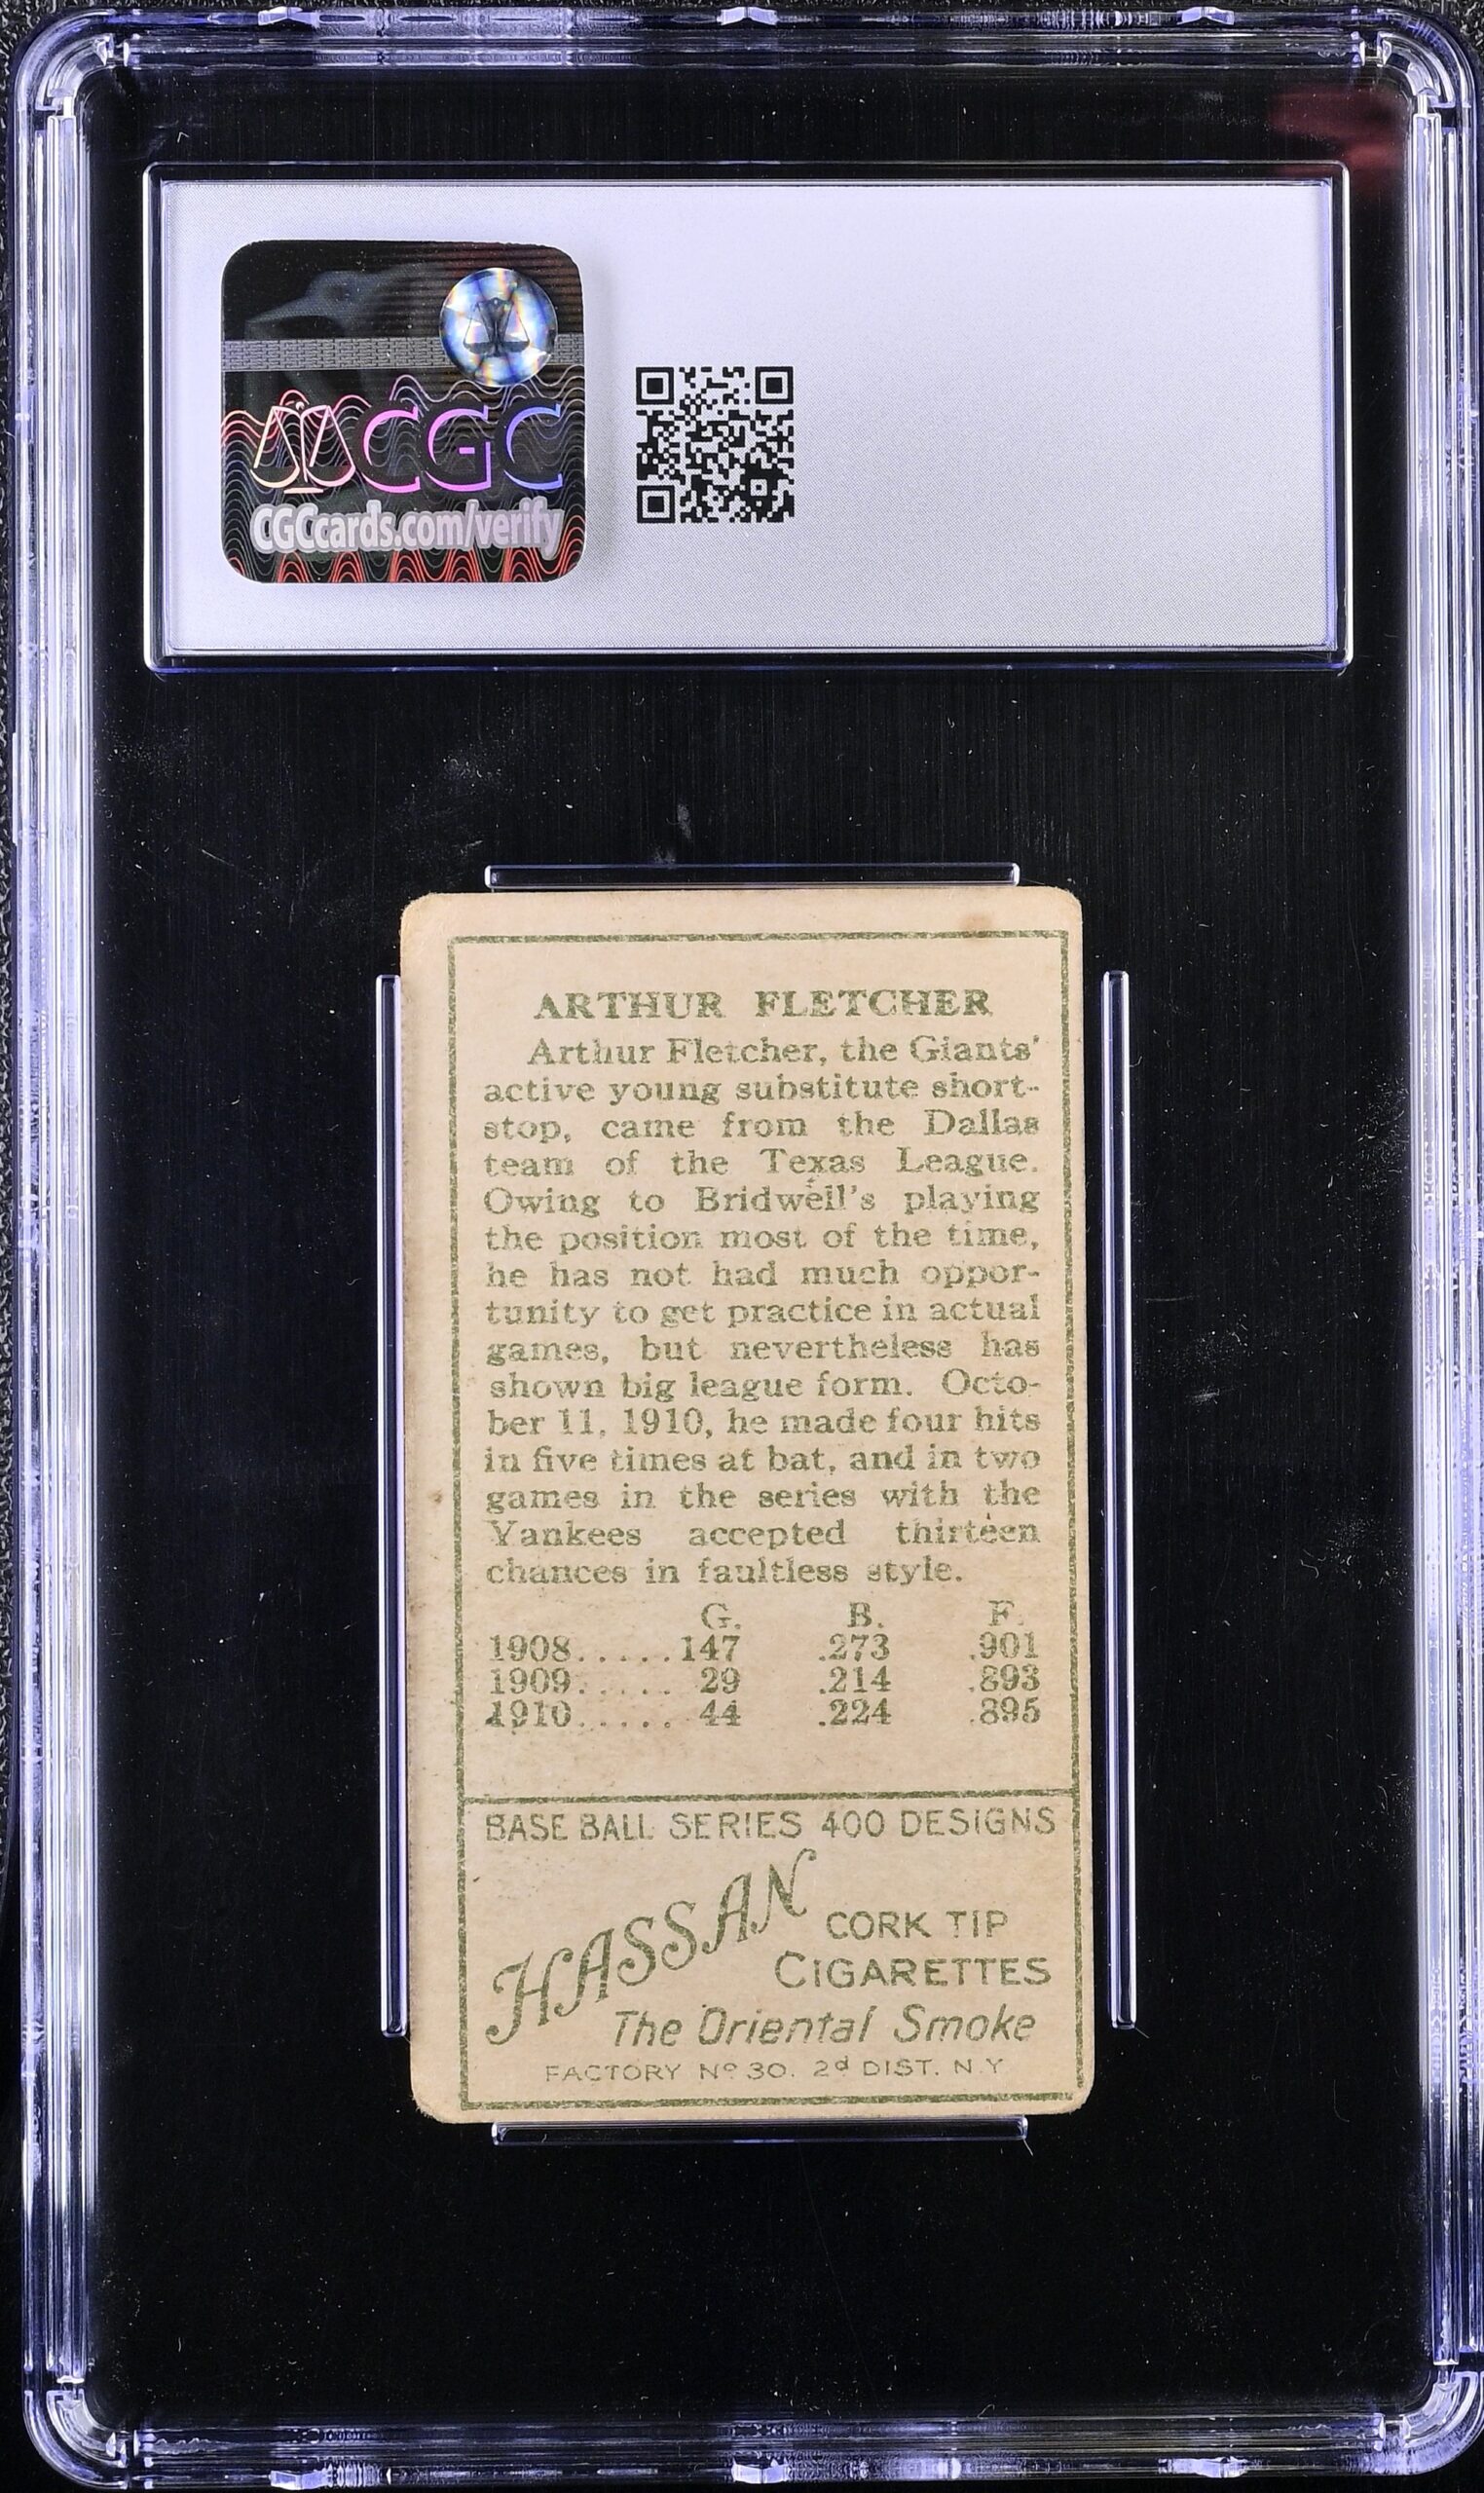 CGC
CGCcards.com/verify
ARTHUR FLETCHER
Arthur Fletcher, the Giants'
active young substitute short-
stop, came from the Dallas
team of the Texas League.
Owing to Bridwell's playing
the position most of the time,
he has not had much oppor-
tunity to get practice in actual
games, but nevertheless has
shown big league form. Octo-
ber 11, 1910, he made four hits
in five times at bat, and in two
games in the series with the
Yankees accepted thirteen
chances in faultless style.
G. B. F.
1908.....147 .273 .901
1909..... 29 .214 .893
1910..... 44 .224 .895
BASE BALL SERIES 400 DESIGNS
HASSAN CORK TIP
CIGARETTES
The Oriental Smoke
FACTORY Nº 30. 2d DIST. N.Y